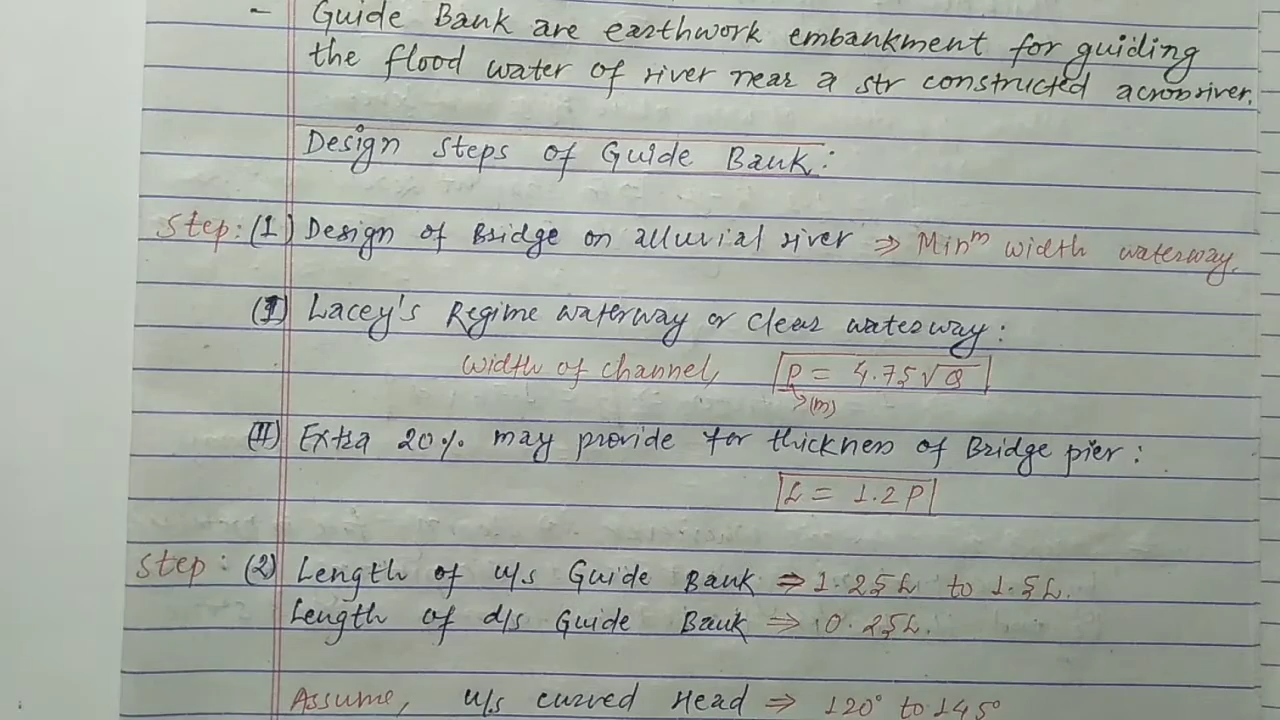 - Guide Bank are earthwork embankment for guiding
the flood water of river near a str constructed across river.
Design steps of Guide Bank:
Step: (1) Design of Bridge on alluvial river ⇒ Minᵐ width waterway.
(I) Lacey's Regime waterway or clear waterway:
width of channel, P = 4.75√Q
↳(m)
(II) Extra 20% may provide for thickness of Bridge pier:
L = 1.2 P
Step: (2) Length of u/s Guide Bank ⇒ 1.25L to 1.5L.
Length of d/s Guide Bank ⇒ 0.25L.
Assume, u/s curved Head ⇒ 120° to 145°